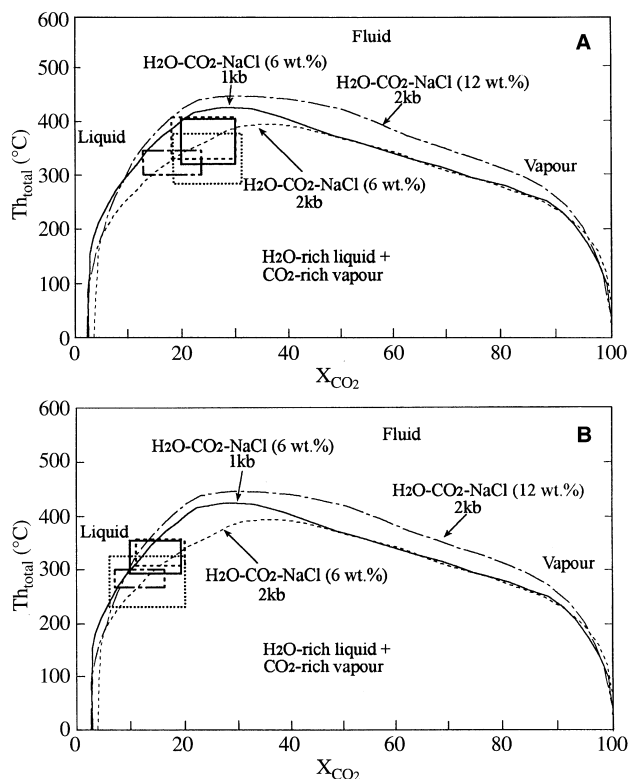 600
Fluid
A
H2O-CO2-NaCl (6 wt.%)
1kb
500
H2O-CO2-NaCl (12 wt.%)
2kb
400
Liquid
Thtotal (°C)
300
Vapour
H2O-CO2-NaCl (6 wt.%)
2kb
200
H2O-rich liquid +
CO2-rich vapour
100
0
0 20 40 60 80 100
XCO2
600
Fluid
B
H2O-CO2-NaCl (6 wt.%)
1kb
500
H2O-CO2-NaCl (12 wt.%)
2kb
400
Liquid
Thtotal (°C)
300
Vapour
H2O-CO2-NaCl (6 wt.%)
2kb
200
H2O-rich liquid +
CO2-rich vapour
100
0
0 20 40 60 80 100
XCO2